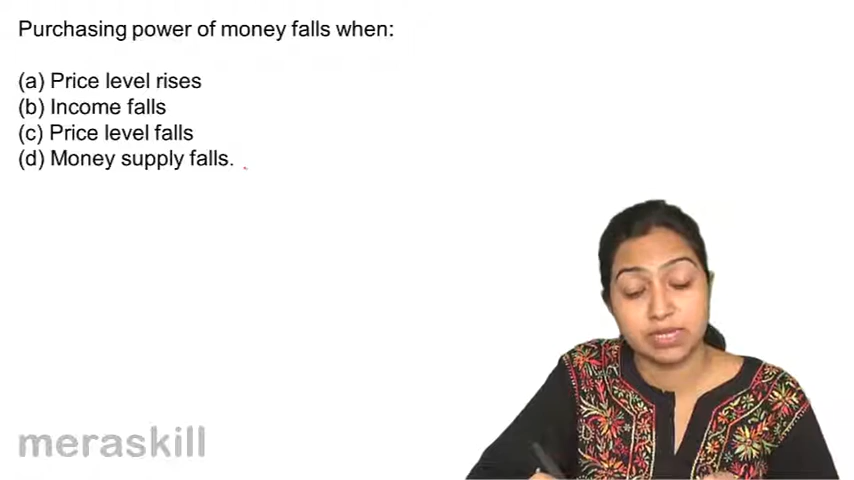 Purchasing power of money falls when:
(a) Price level rises
(b) Income falls
(c) Price level falls
(d) Money supply falls.
meraskill